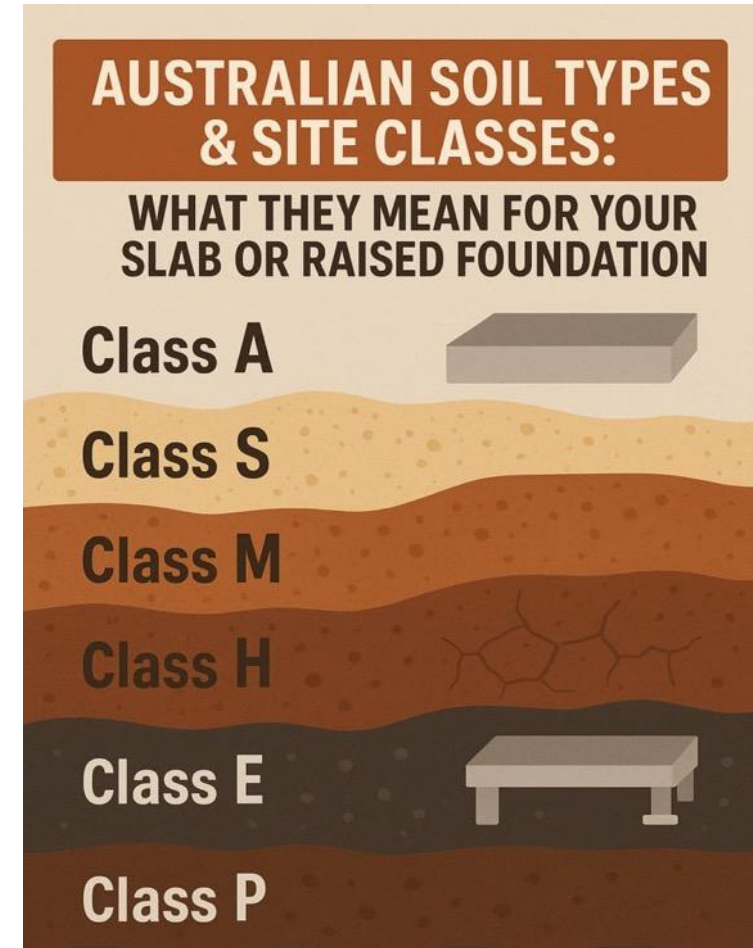 AUSTRALIAN SOIL TYPES
& SITE CLASSES:
WHAT THEY MEAN FOR YOUR
SLAB OR RAISED FOUNDATION
Class A
Class S
Class M
Class H
Class E
Class P